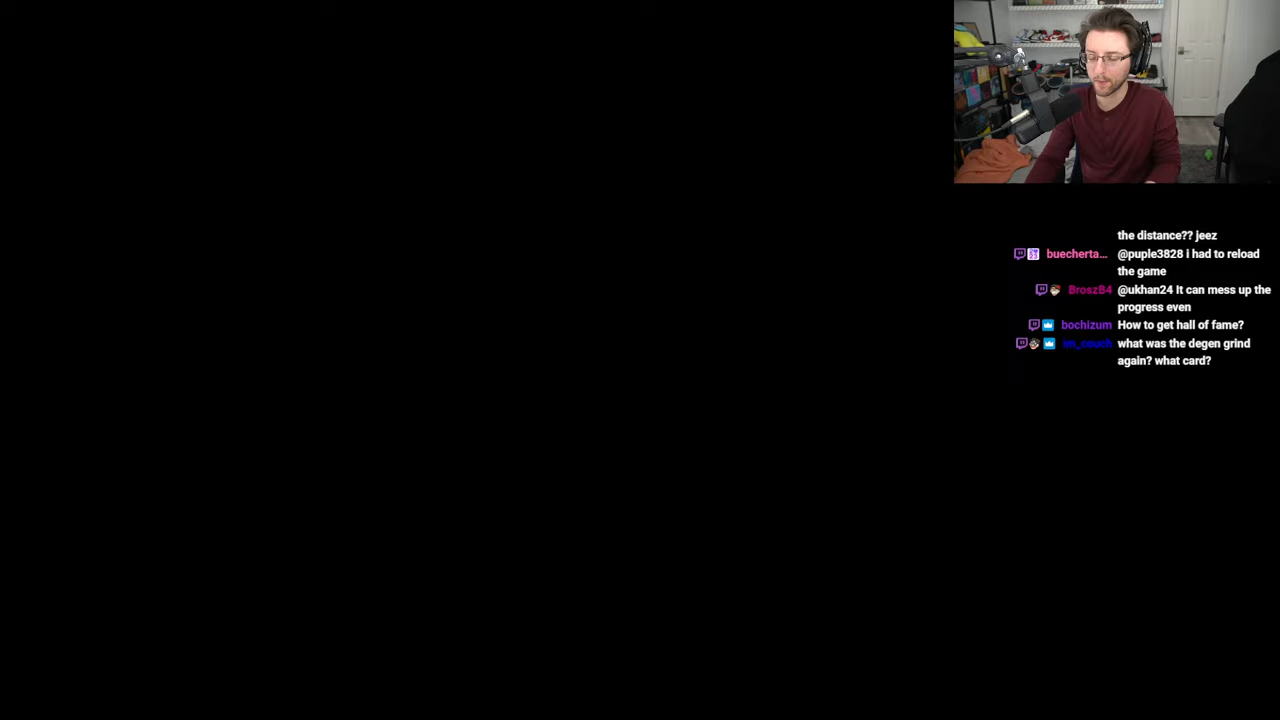 the distance?? jeez
buecherta... @puple3828 i had to reload
the game
BroszB4 @ukhan24 It can mess up the
progress even
bochizum How to get hall of fame?
im_couch what was the degen grind
again? what card?